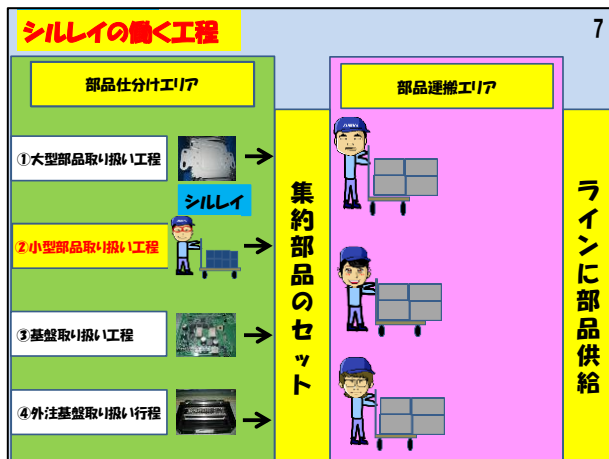 シルレイの働く工程
7
部品仕分けエリア
①大型部品取り扱い工程
シルレイ
②小型部品取り扱い工程
③基盤取り扱い工程
④外注基盤取り扱い行程
集約部品のセット
部品運搬エリア
ラインに部品供給